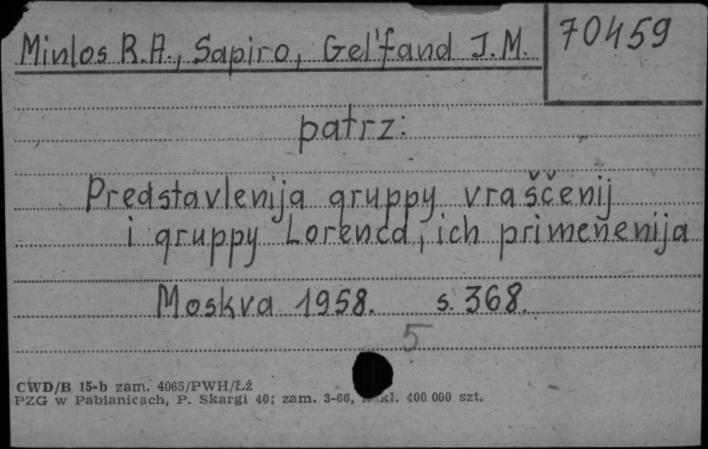 Minlos R.A., Šapiro, Gel'fand J.M. 70459
patrz:
Predstavlenija gruppy vraščenij
i gruppy Lorenca, ich primenenija
Moskva 1958. s. 368.
5
CWD/B 15-b zam. 4065/PWH/Łź
PZG w Pabianicach, P. Skargi 40; zam. 3-66, 400 000 szt.